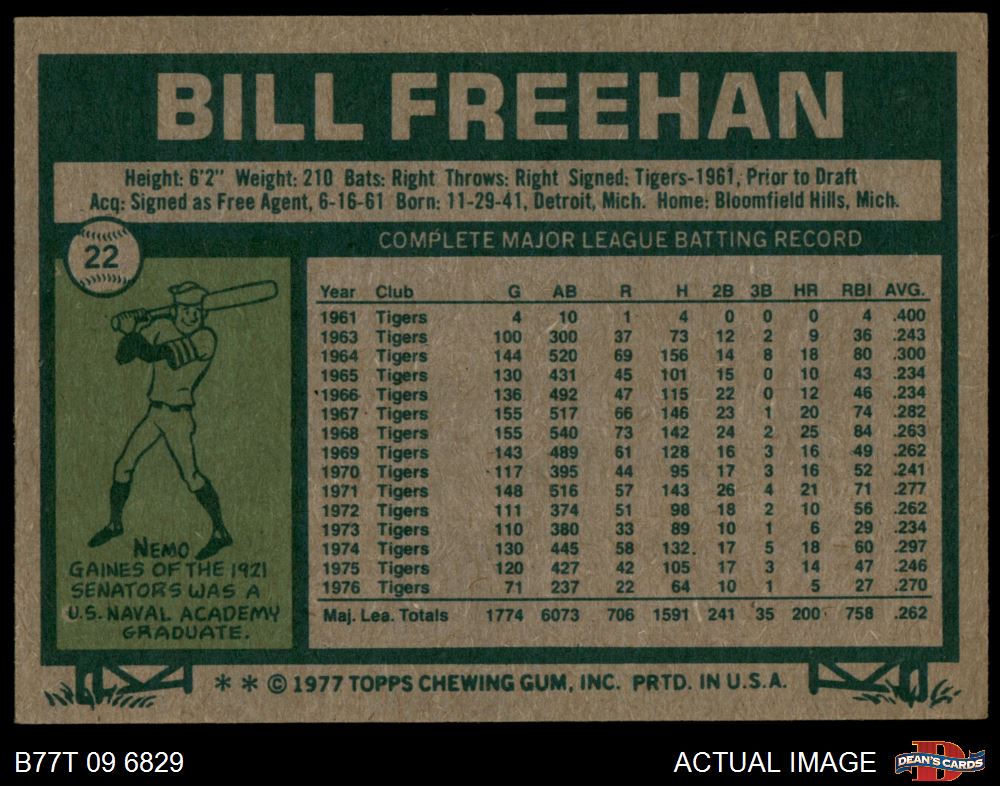 BILL FREEHAN
Height: 6'2" Weight: 210 Bats: Right Throws: Right Signed: Tigers-1961, Prior to Draft
Acq: Signed as Free Agent, 6-16-61 Born: 11-29-41, Detroit, Mich. Home: Bloomfield Hills, Mich.
22
COMPLETE MAJOR LEAGUE BATTING RECORD
Year Club G AB R H 2B 3B HR RBI AVG.
1961 Tigers 4 10 1 4 0 0 0 4 .400
1963 Tigers 100 300 37 73 12 2 9 36 .243
1964 Tigers 144 520 69 156 14 8 18 80 .300
1965 Tigers 130 431 45 101 15 0 10 43 .234
1966 Tigers 136 492 47 115 22 0 12 46 .234
1967 Tigers 155 517 66 146 23 1 20 74 .282
1968 Tigers 155 540 73 142 24 2 25 84 .263
1969 Tigers 143 489 61 128 16 3 16 49 .262
1970 Tigers 117 395 44 95 17 3 16 52 .241
1971 Tigers 148 516 57 143 26 4 21 71 .277
1972 Tigers 111 374 51 98 18 2 10 56 .262
1973 Tigers 110 380 33 89 10 1 6 29 .234
1974 Tigers 130 445 58 132 17 5 18 60 .297
1975 Tigers 120 427 42 105 17 3 14 47 .246
1976 Tigers 71 237 22 64 10 1 5 27 .270
Maj. Lea. Totals 1774 6073 706 1591 241 35 200 758 .262
NEMO
GAINES OF THE 1921
SENATORS WAS A
U.S. NAVAL ACADEMY
GRADUATE.
* * © 1977 TOPPS CHEWING GUM, INC. PRTD. IN U.S.A.
B77T 09 6829
ACTUAL IMAGE
D
DEAN'S CARDS